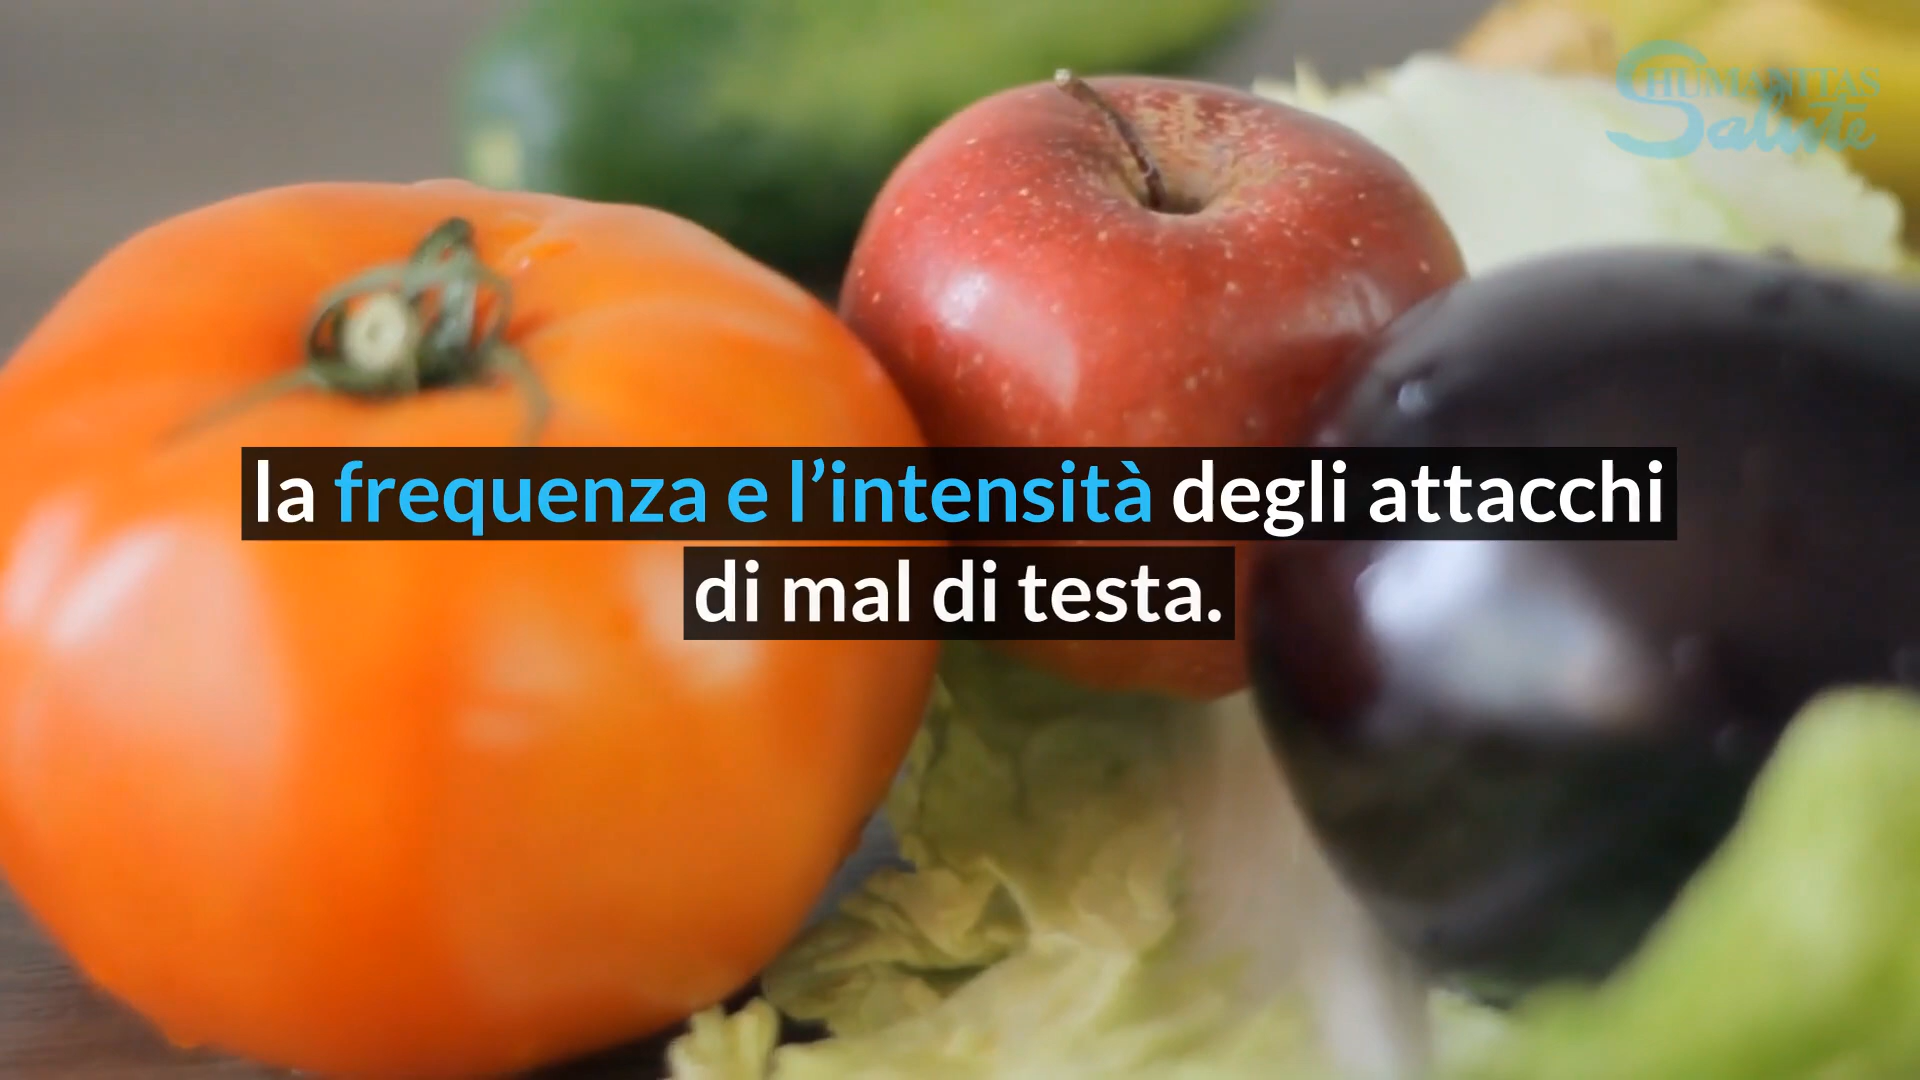 HUMANITAS
Salute
la frequenza e l’intensità degli attacchi
di mal di testa.